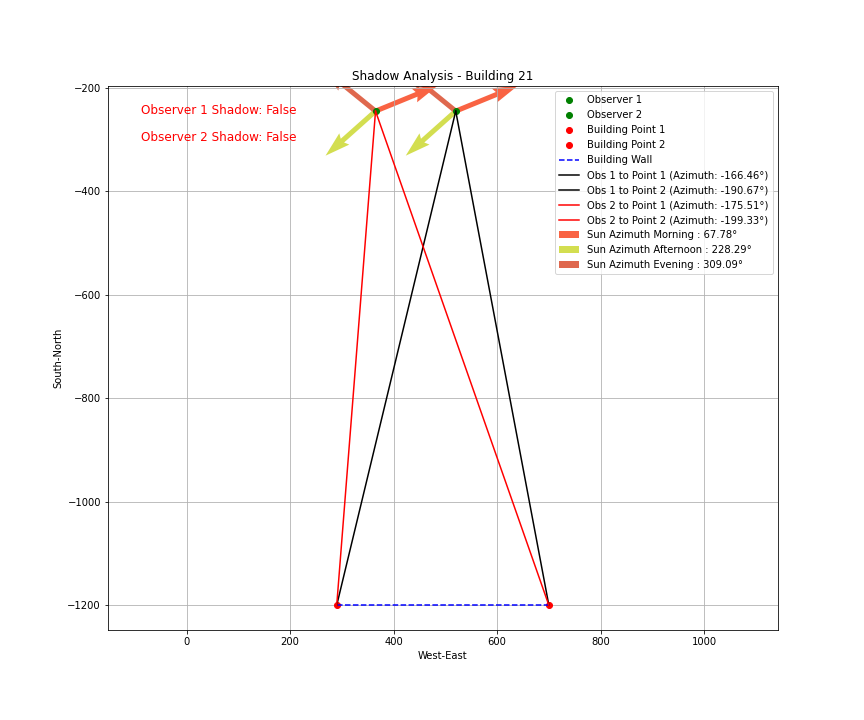 Shadow Analysis - Building 21
Observer 1 Shadow: False
Observer 2 Shadow: False
Observer 1
Observer 2
Building Point 1
Building Point 2
Building Wall
Obs 1 to Point 1 (Azimuth: -166.46°)
Obs 1 to Point 2 (Azimuth: -190.67°)
Obs 2 to Point 1 (Azimuth: -175.51°)
Obs 2 to Point 2 (Azimuth: -199.33°)
Sun Azimuth Morning : 67.78°
Sun Azimuth Afternoon : 228.29°
Sun Azimuth Evening : 309.09°
South-North
−200
−400
−600
−800
−1000
−1200
0
200
400
600
800
1000
West-East